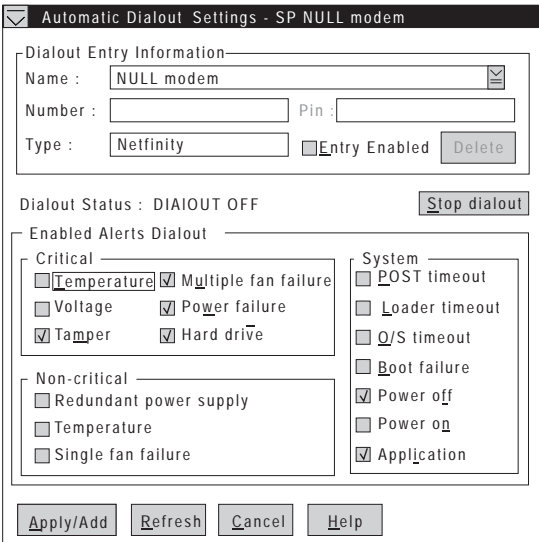 Automatic Dialout Settings - SP NULL modem
Dialout Entry Information
Name : NULL modem
Number : Pin :
Type : Netfinity Entry Enabled Delete
Dialout Status : DIAlOUT OFF Stop dialout
Enabled Alerts Dialout
Critical
Temperature Multiple fan failure
Voltage Power failure
Tamper Hard drive
Non-critical
Redundant power supply
Temperature
Single fan failure
System
POST timeout
Loader timeout
O/S timeout
Boot failure
Power off
Power on
Application
Apply/Add Refresh Cancel Help